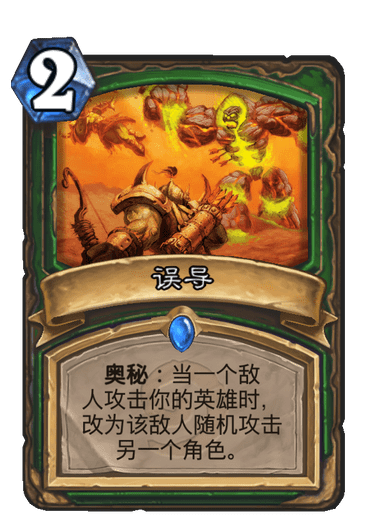 2
误导
奥秘：当一个敌
人攻击你的英雄时，
改为该敌人随机攻击
另一个角色。